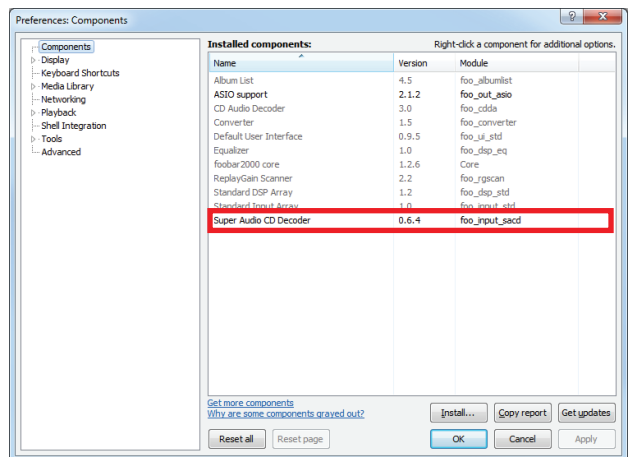 Preferences: Components
Components
Display
Keyboard Shortcuts
Media Library
Networking
Playback
Shell Integration
Tools
Advanced
Installed components: Right-click a component for additional options.
Name Version Module
Album List 4.5 foo_albumlist
ASIO support 2.1.2 foo_out_asio
CD Audio Decoder 3.0 foo_cdda
Converter 1.5 foo_converter
Default User Interface 0.9.5 foo_ui_std
Equalizer 1.0 foo_dsp_eq
foobar2000 core 1.2.6 Core
ReplayGain Scanner 2.2 foo_rgscan
Standard DSP Array 1.2 foo_dsp_std
Standard Input Array 1.0 foo_input_std
Super Audio CD Decoder 0.6.4 foo_input_sacd
Get more components
Why are some components grayed out?
Install... Copy report Get updates
Reset all Reset page OK Cancel Apply